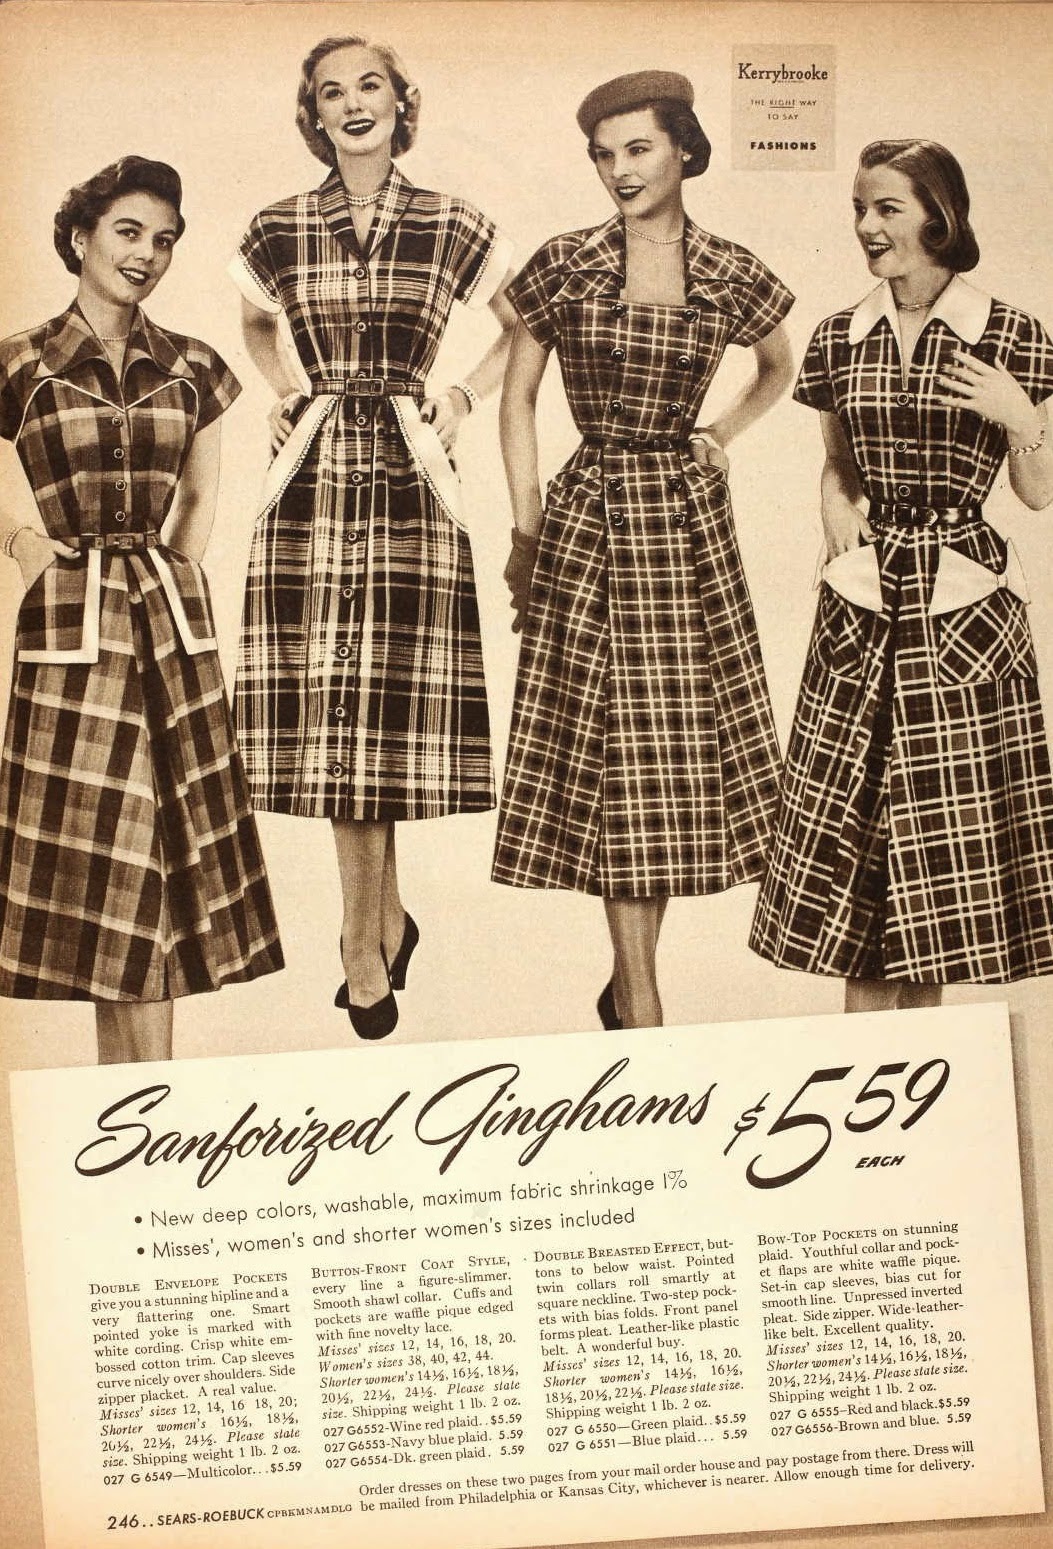 Kerrybrooke
THE RIGHT WAY
TO SAY
FASHIONS
Sanforized Ginghams $5 59
EACH
• New deep colors, washable, maximum fabric shrinkage 1%
• Misses', women's and shorter women's sizes included
DOUBLE ENVELOPE POCKETS
give you a stunning hipline and a
very flattering one. Smart
pointed yoke is marked with
white cording. Crisp white em-
bossed cotton trim. Cap sleeves
curve nicely over shoulders. Side
zipper placket. A real value.
Misses' sizes 12, 14, 16 18, 20;
Shorter women's 16½, 18½,
20½, 22½, 24½. Please state
size. Shipping weight 1 lb. 2 oz.
027 G 6549—Multicolor...$5.59
BUTTON-FRONT COAT STYLE,
every line a figure-slimmer.
Smooth shawl collar. Cuffs and
pockets are waffle pique edged
with fine novelty lace.
Misses' sizes 12, 14, 16, 18, 20.
Women's sizes 38, 40, 42, 44.
Shorter women's 14½, 16½, 18½,
20½, 22½, 24½. Please state
size. Shipping weight 1 lb. 2 oz.
027 G6552-Wine red plaid..$5.59
027 G6553-Navy blue plaid. 5.59
027 G6554-Dk. green plaid. 5.59
DOUBLE BREASTED EFFECT, but-
tons to below waist. Pointed
twin collars roll smartly at
square neckline. Two-step pock-
ets with bias folds. Front panel
forms pleat. Leather-like plastic
belt. A wonderful buy.
Misses' sizes 12, 14, 16, 18, 20.
Shorter women's 14½, 16½,
18½, 20½, 22½. Please state size.
Shipping weight 1 lb. 2 oz.
027 G 6550—Green plaid..$5.59
027 G 6551—Blue plaid... 5.59
BOW-TOP POCKETS on stunning
plaid. Youthful collar and pock-
et flaps are white waffle pique.
Set-in cap sleeves, bias cut for
smooth line. Unpressed inverted
pleat. Side zipper. Wide-leather-
like belt. Excellent quality.
Misses' sizes 12, 14, 16, 18, 20.
Shorter women's 14½, 16½, 18½,
20½, 22½, 24½. Please state size.
Shipping weight 1 lb. 2 oz.
027 G 6555—Red and black.$5.59
027 G6556-Brown and blue. 5.59
Order dresses on these two pages from your mail order house and pay postage from there. Dress will
be mailed from Philadelphia or Kansas City, whichever is nearer. Allow enough time for delivery.
246..SEARS-ROEBUCK CPBKMNAMDLG